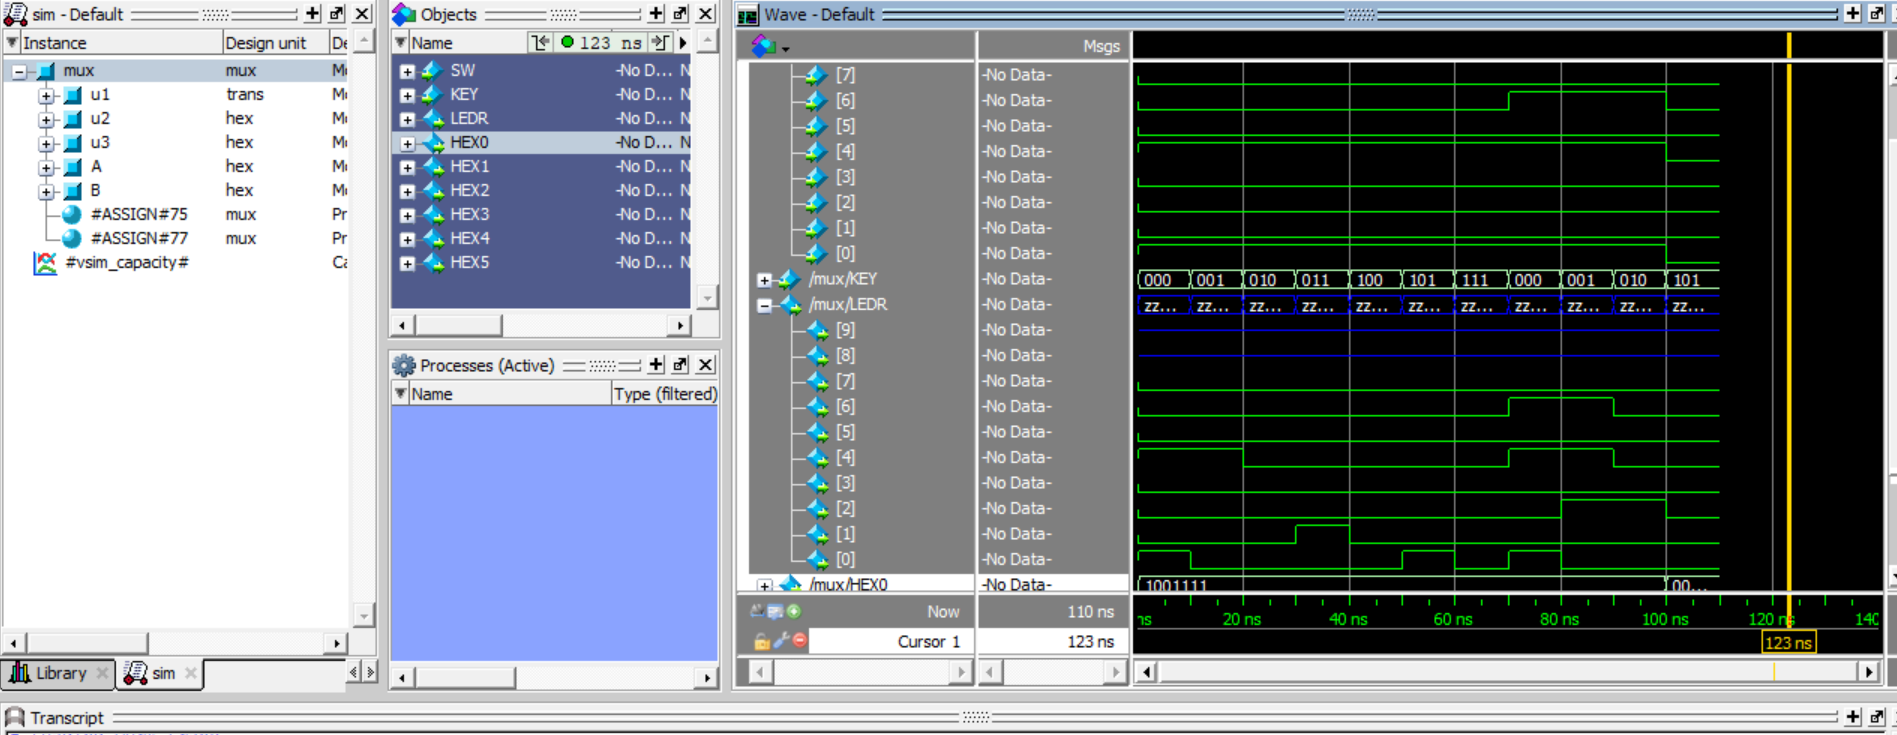 sim - Default
Instance Design unit De
mux mux Mo
u1 trans Mo
u2 hex Mo
u3 hex Mo
A hex Mo
B hex Mo
#ASSIGN#75 mux Pr
#ASSIGN#77 mux Pr
#vsim_capacity# Ca
Library sim
Objects
Name 123 ns
SW -No D... N
KEY -No D... N
LEDR -No D... N
HEX0 -No D... N
HEX1 -No D... N
HEX2 -No D... N
HEX3 -No D... N
HEX4 -No D... N
HEX5 -No D... N
Processes (Active)
Name Type (filtered)
Wave - Default
Msgs
[7] -No Data-
[6] -No Data-
[5] -No Data-
[4] -No Data-
[3] -No Data-
[2] -No Data-
[1] -No Data-
[0] -No Data-
/mux/KEY -No Data- 000 001 010 011 100 101 111 000 001 010 101
/mux/LEDR -No Data- zz... zz... zz... zz... zz... zz... zz... zz... zz... zz... zz...
[9] -No Data-
[8] -No Data-
[7] -No Data-
[6] -No Data-
[5] -No Data-
[4] -No Data-
[3] -No Data-
[2] -No Data-
[1] -No Data-
[0] -No Data-
/mux/HEX0 -No Data- 1001111 00...
Now 110 ns ns 20 ns 40 ns 60 ns 80 ns 100 ns 120 ns 140
Cursor 1 123 ns 123 ns
Transcript